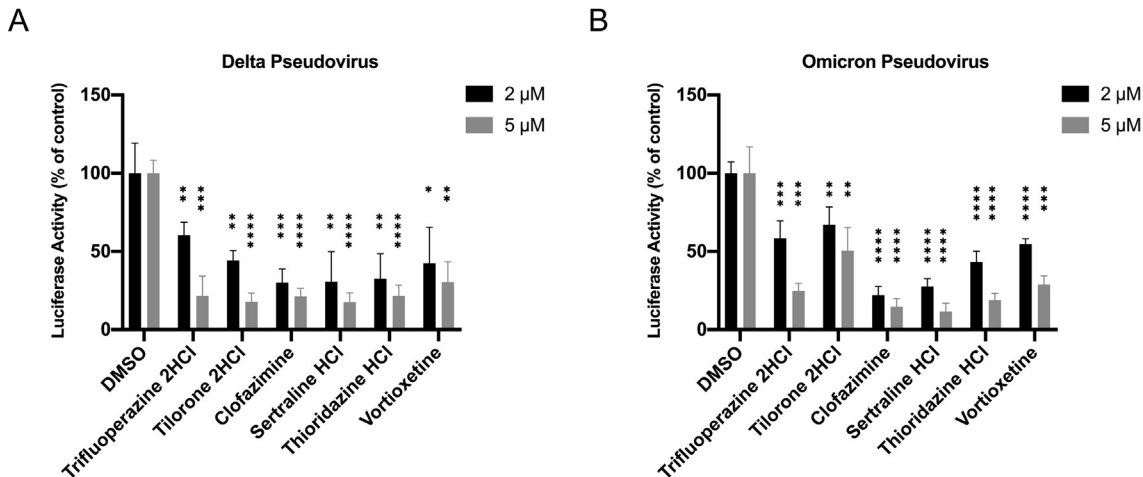 A
Delta Pseudovirus
Luciferase Activity (% of control)
150
100
50
0
2 µM
5 µM
**
***
**
****
***
****
**
****
**
****
*
**
DMSO
Trifluoperazine 2HCl
Tilorone 2HCl
Clofazimine
Sertraline HCl
Thioridazine HCl
Vortioxetine
B
Omicron Pseudovirus
Luciferase Activity (% of control)
150
100
50
0
2 µM
5 µM
***
***
**
**
****
****
****
****
****
****
****
***
DMSO
Trifluoperazine 2HCl
Tilorone 2HCl
Clofazimine
Sertraline HCl
Thioridazine HCl
Vortioxetine